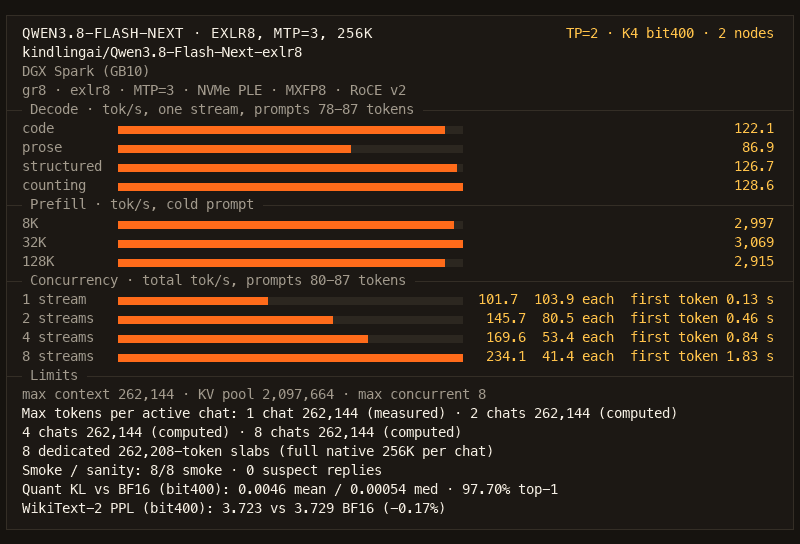 QWEN3.8-FLASH-NEXT · EXLR8, MTP=3, 256K TP=2 · K4 bit400 · 2 nodes
kindlingai/Qwen3.8-Flash-Next-exlr8
DGX Spark (GB10)
gr8 · exlr8 · MTP=3 · NVMe PLE · MXFP8 · RoCE v2
Decode · tok/s, one stream, prompts 78-87 tokens
code 122.1
prose 86.9
structured 126.7
counting 128.6
Prefill · tok/s, cold prompt
8K 2,997
32K 3,069
128K 2,915
Concurrency · total tok/s, prompts 80-87 tokens
1 stream 101.7 103.9 each first token 0.13 s
2 streams 145.7 80.5 each first token 0.46 s
4 streams 169.6 53.4 each first token 0.84 s
8 streams 234.1 41.4 each first token 1.83 s
Limits
max context 262,144 · KV pool 2,097,664 · max concurrent 8
Max tokens per active chat: 1 chat 262,144 (measured) · 2 chats 262,144 (computed)
4 chats 262,144 (computed) · 8 chats 262,144 (computed)
8 dedicated 262,208-token slabs (full native 256K per chat)
Smoke / sanity: 8/8 smoke · 0 suspect replies
Quant KL vs BF16 (bit400): 0.0046 mean / 0.00054 med · 97.70% top-1
WikiText-2 PPL (bit400): 3.723 vs 3.729 BF16 (-0.17%)